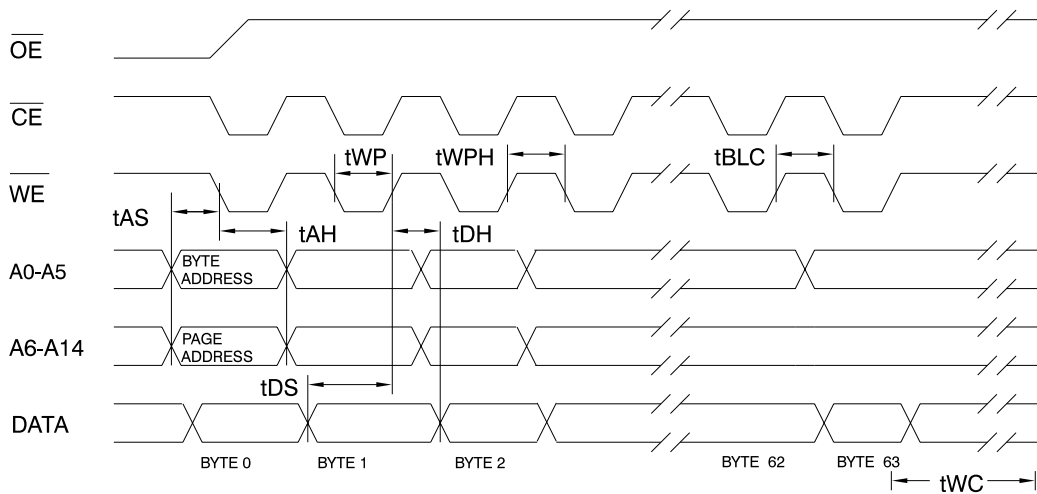 OE
CE
tWP tWPH tBLC
WE
tAS tAH tDH
A0-A5 BYTE ADDRESS
A6-A14 PAGE ADDRESS
tDS
DATA
BYTE 0 BYTE 1 BYTE 2 BYTE 62 BYTE 63
tWC